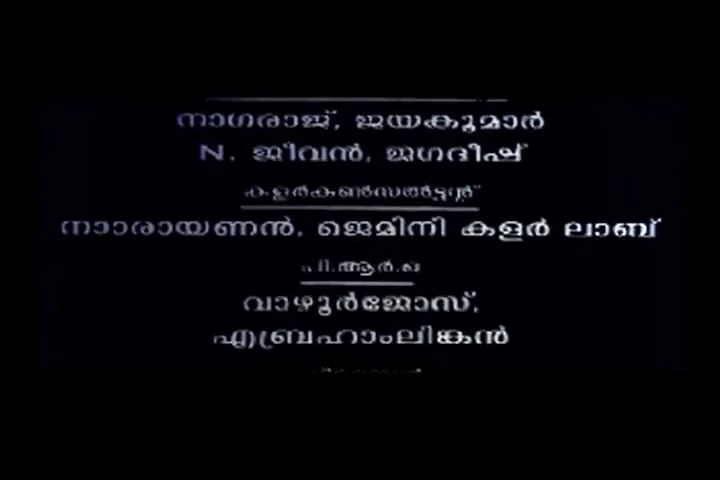 നാഗരാജ്, ജയകുമാർ
N. ജീവൻ, ജഗദീഷ്
കളർകൺസൽട്ടന്റ്
നാാരായണൻ, ജെമിനി കളർ ലാബ്
പി.ആർ.ഒ
വാഴൂർജോസ്,
എബ്രഹാംലിങ്കൻ